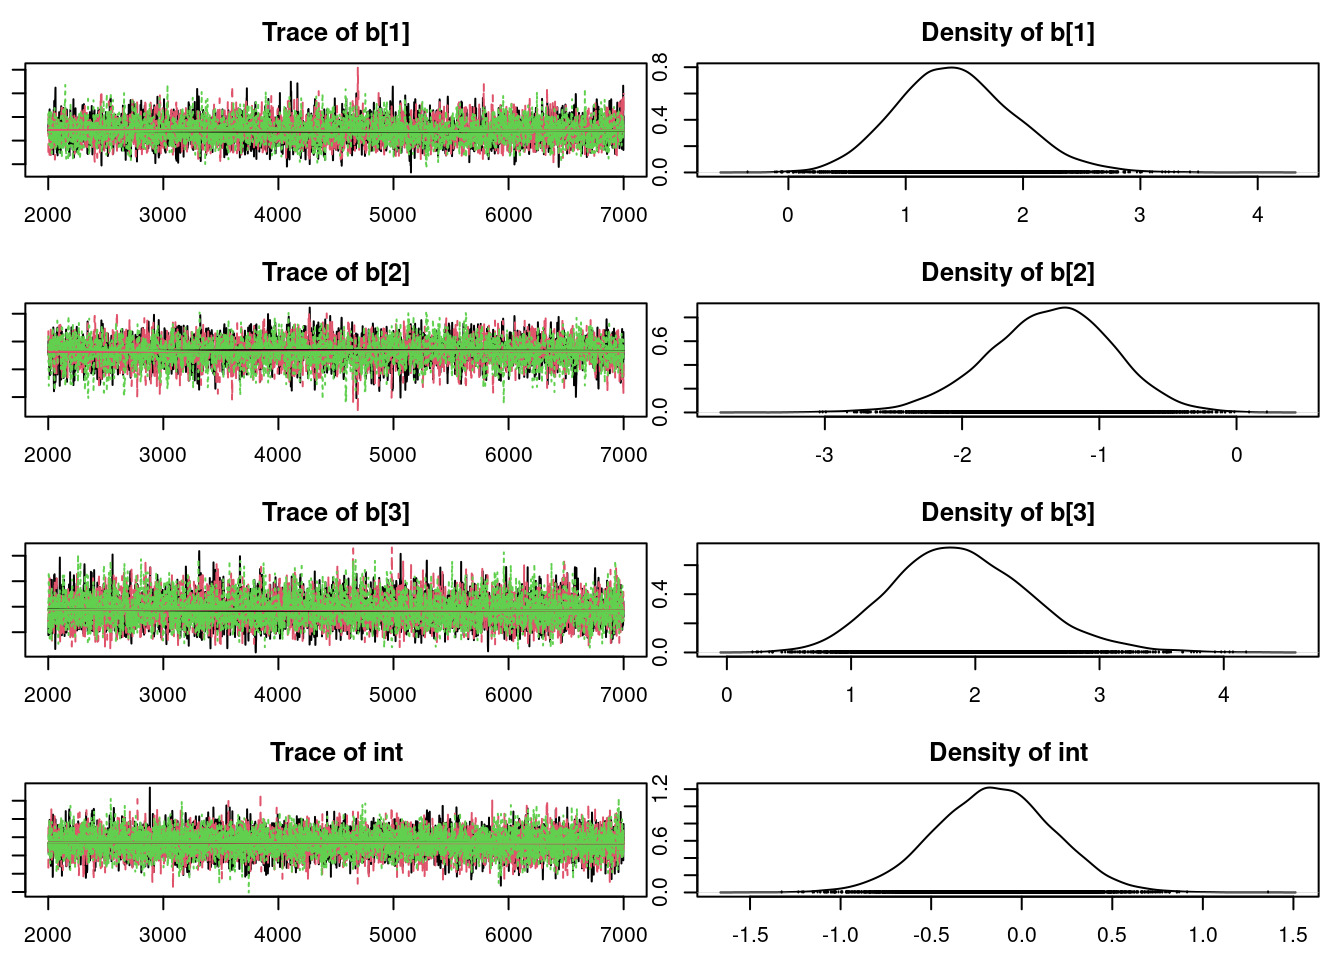 Trace of b[1]
2000 3000 4000 5000 6000 7000
Density of b[1]
0.0 0.4 0.8
0 1 2 3 4
Trace of b[2]
2000 3000 4000 5000 6000 7000
Density of b[2]
0.0 0.6
-3 -2 -1 0
Trace of b[3]
2000 3000 4000 5000 6000 7000
Density of b[3]
0.0 0.4
0 1 2 3 4
Trace of int
2000 3000 4000 5000 6000 7000
Density of int
0.0 0.6 1.2
-1.5 -1.0 -0.5 0.0 0.5 1.0 1.5